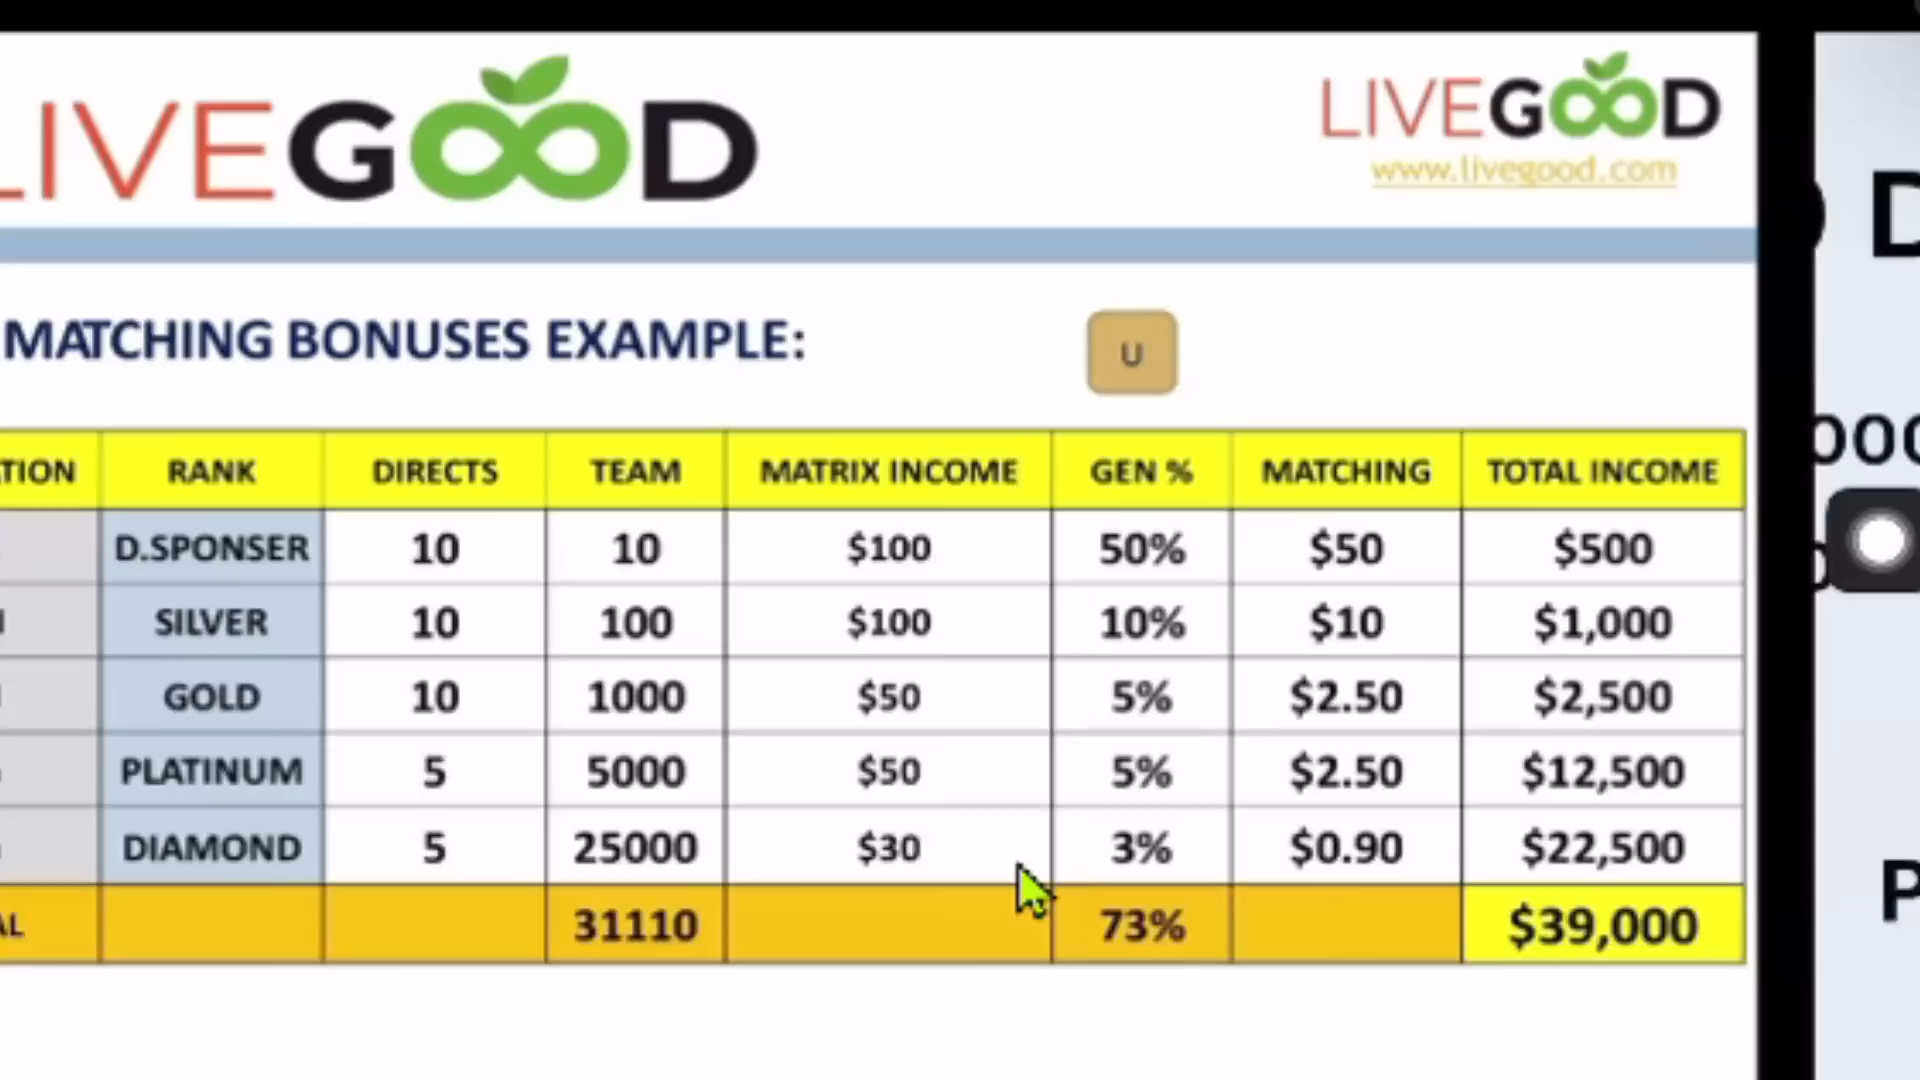 LIVEGOOD
LIVEGOOD
www.livegood.com
MATCHING BONUSES EXAMPLE:
U
TION RANK DIRECTS TEAM MATRIX INCOME GEN % MATCHING TOTAL INCOME
D.SPONSER 10 10 $100 50% $50 $500
SILVER 10 100 $100 10% $10 $1,000
GOLD 10 1000 $50 5% $2.50 $2,500
PLATINUM 5 5000 $50 5% $2.50 $12,500
DIAMOND 5 25000 $30 3% $0.90 $22,500
AL 31110 73% $39,000
D
000
P